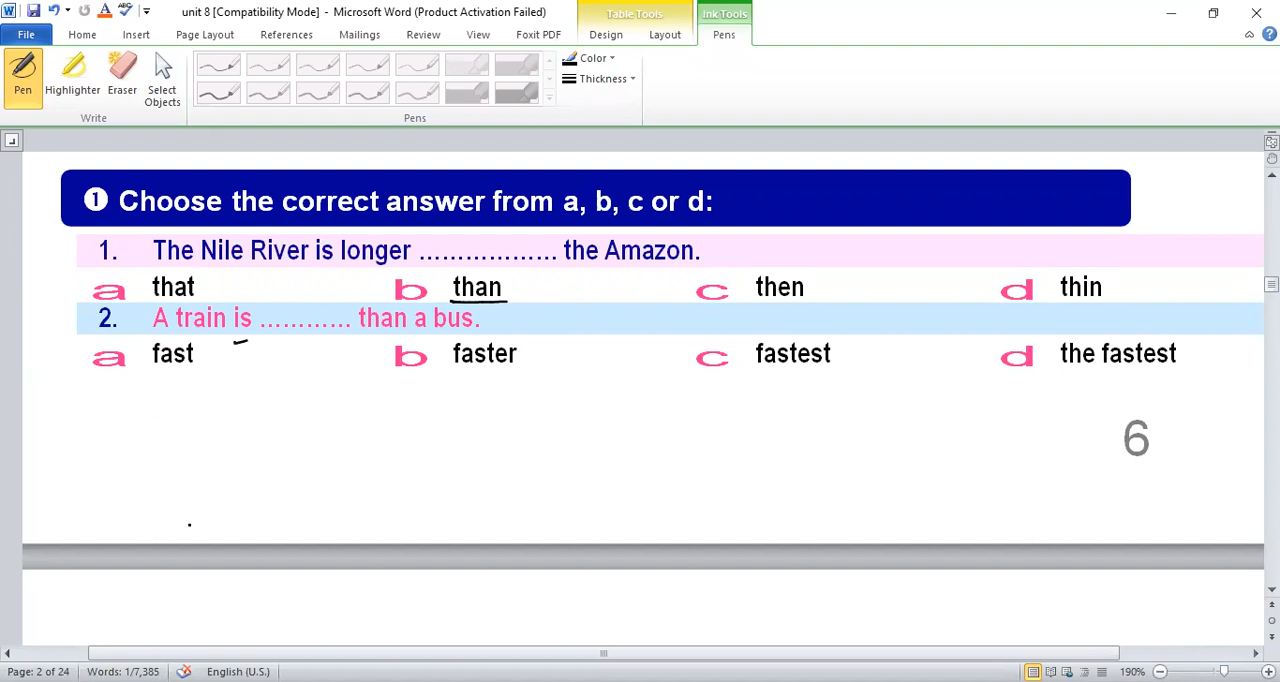 unit 8 [Compatibility Mode] - Microsoft Word (Product Activation Failed)
Table Tools
Ink Tools
File Home Insert Page Layout References Mailings Review View Foxit PDF Design Layout Pens
Pen Highlighter Eraser Select Objects
Color
Thickness
Write Pens
❶ Choose the correct answer from a, b, c or d:
1. The Nile River is longer ……………… the Amazon.
a that b than c then d thin
2. A train is ………… than a bus.
a fast b faster c fastest d the fastest
6
Page: 2 of 24 Words: 1/7,385 English (U.S.) 190%